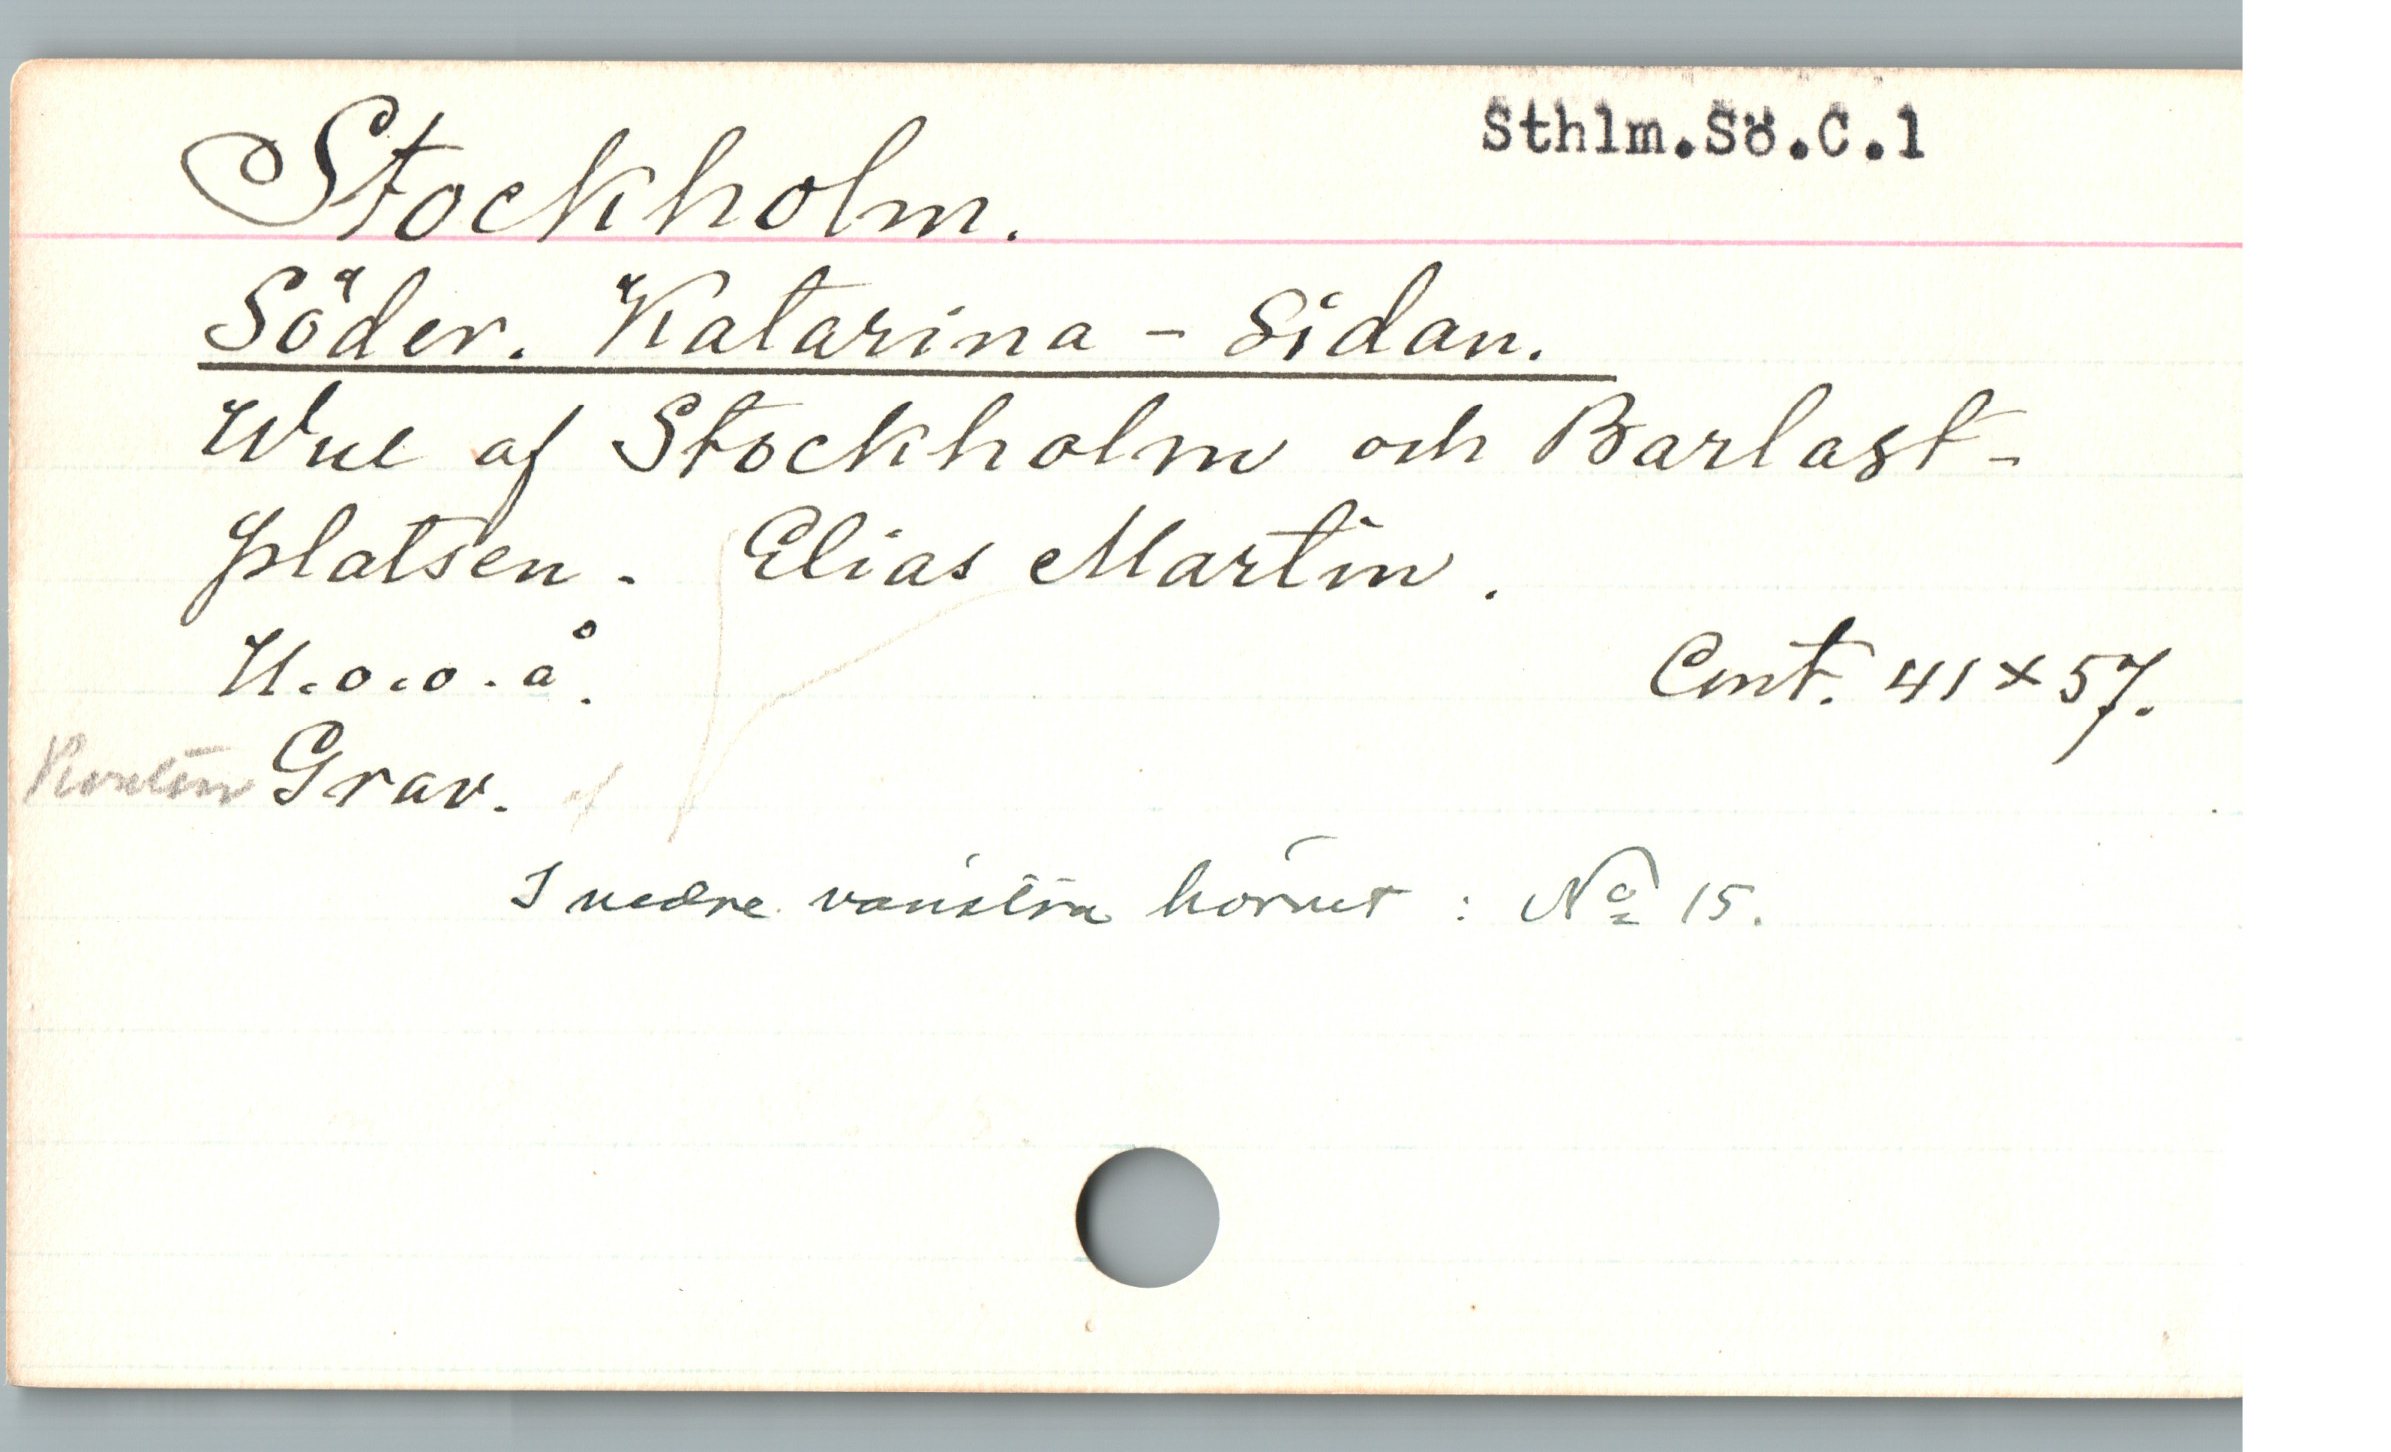 Sthlm.Sö.C.1
Stockholm.
Söder. Katarina - Sidan.
Wue af Stockholm och Barlast-
platsen. Elias Martin.
U.o.o.å.
Cent. 41 x 57.
Grav. af
I nedre vänstra hörnet : No 15.